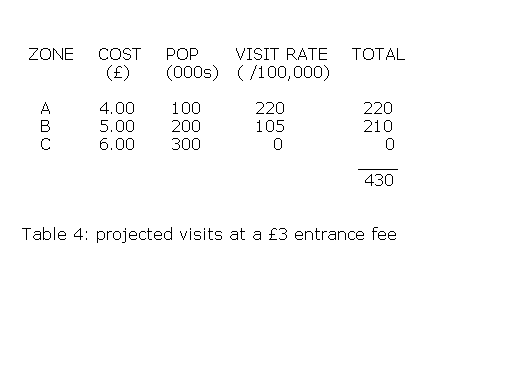 ZONE COST POP VISIT RATE TOTAL
(£) (000s) ( /100,000)
A 4.00 100 220 220
B 5.00 200 105 210
C 6.00 300 0 0
430
Table 4: projected visits at a £3 entrance fee